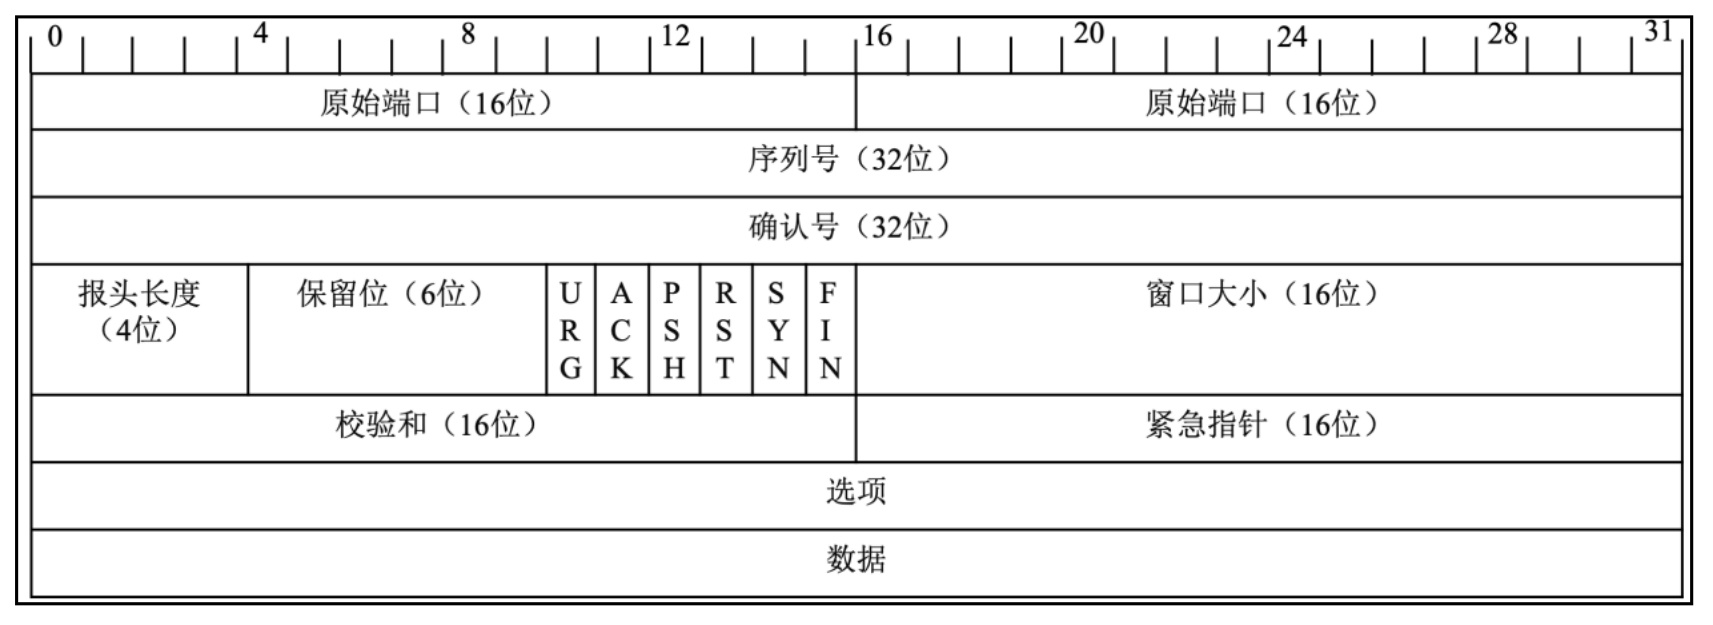 0 4 8 12 16 20 24 28 31
原始端口（16位） 原始端口（16位）
序列号（32位）
确认号（32位）
报头长度
（4位）
保留位（6位）
URG
ACK
PSH
RST
SYN
FIN
窗口大小（16位）
校验和（16位） 紧急指针（16位）
选项
数据